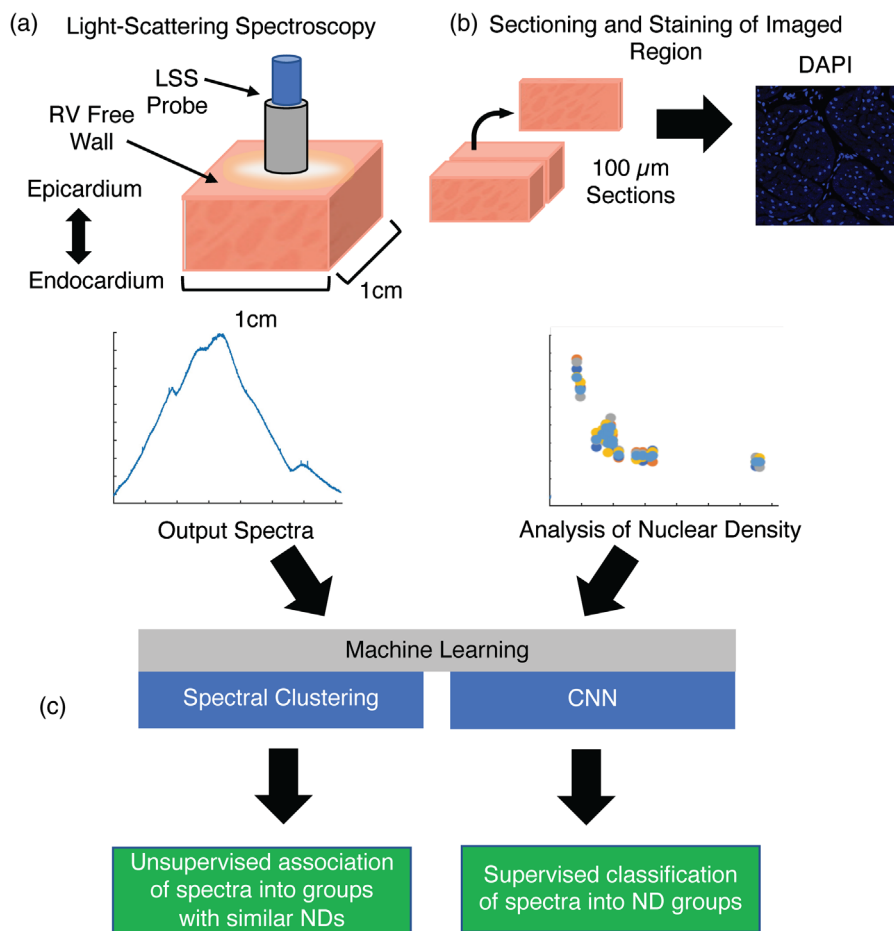 (a)
Light-Scattering Spectroscopy
LSS
Probe
RV Free
Wall
Epicardium
Endocardium
1cm
1cm
(b)
Sectioning and Staining of Imaged
Region
DAPI
100 µm
Sections
Output Spectra
Analysis of Nuclear Density
(c)
Machine Learning
Spectral Clustering
CNN
Unsupervised association
of spectra into groups
with similar NDs
Supervised classification
of spectra into ND groups